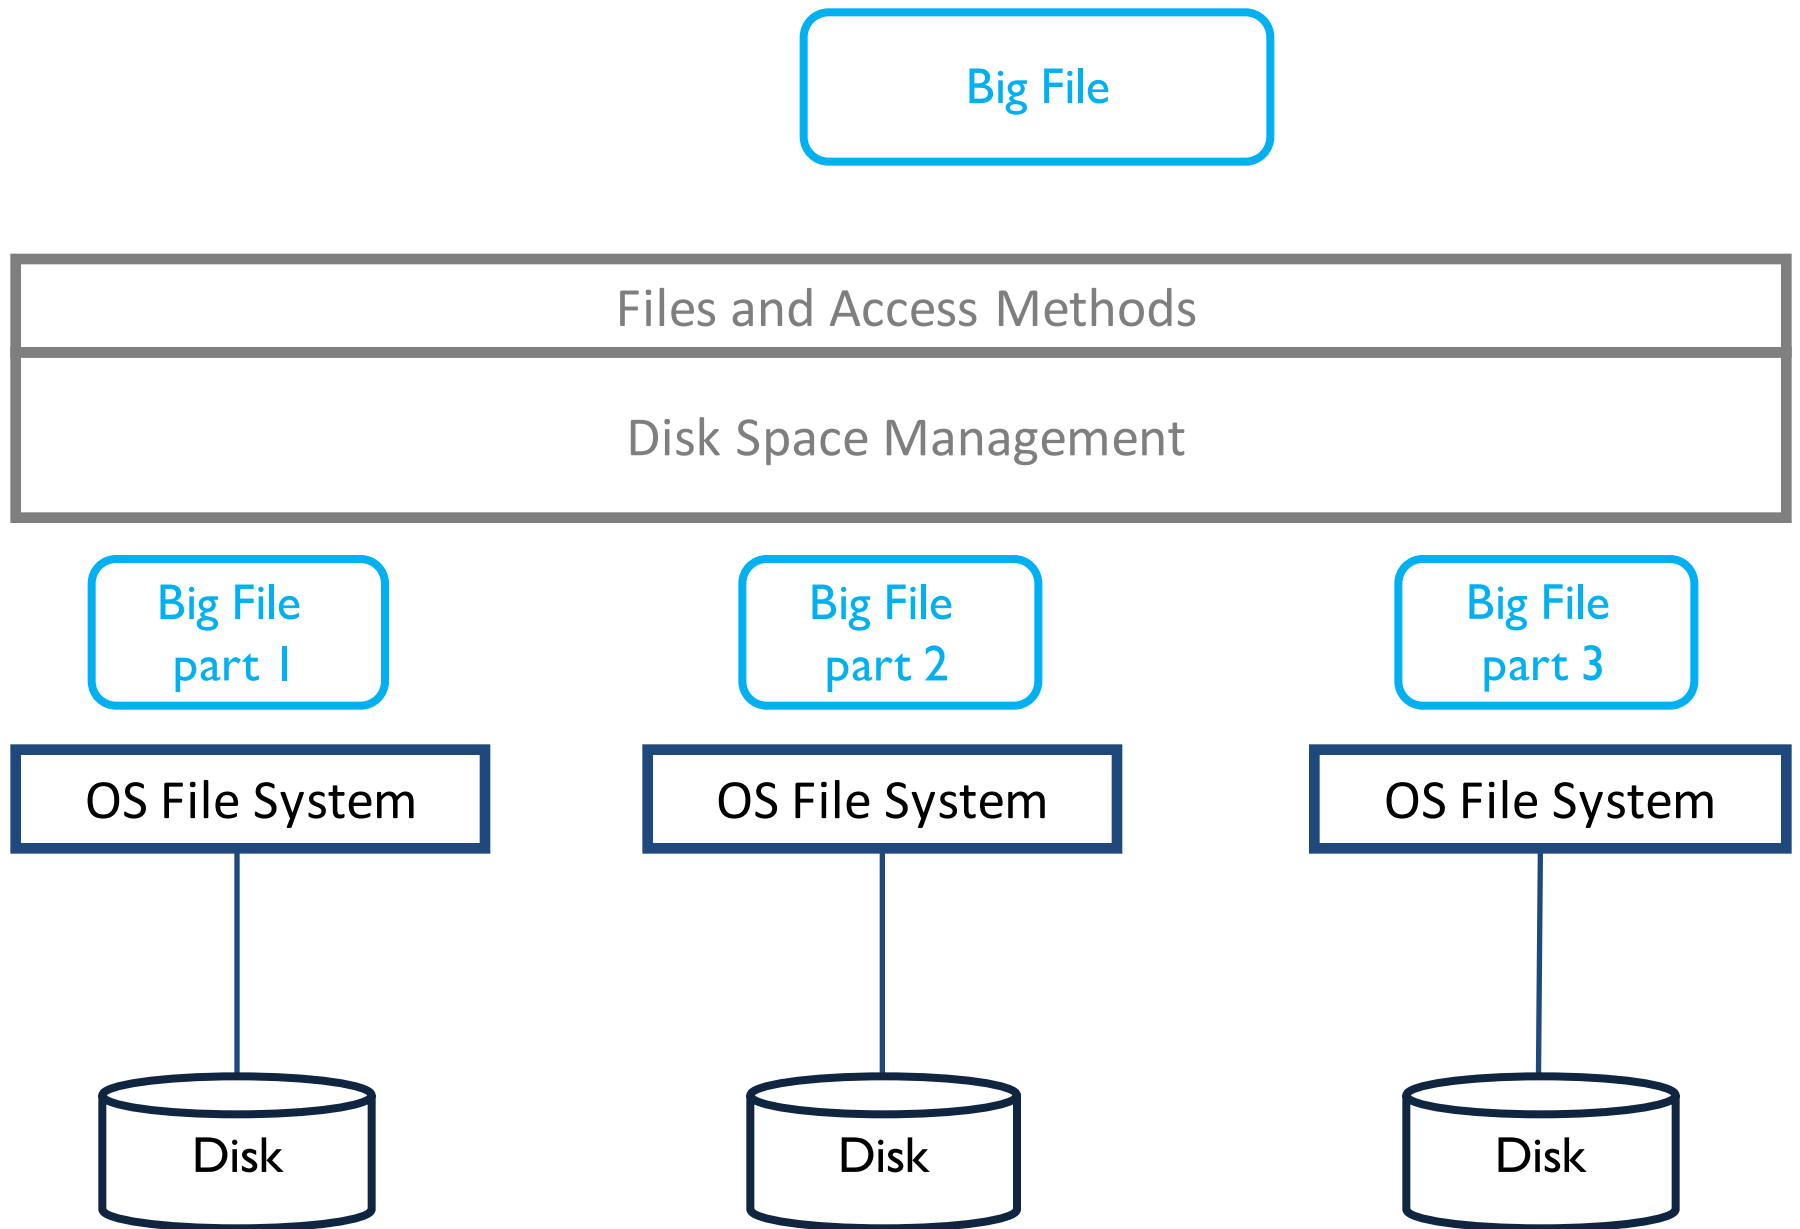 Big File
Files and Access Methods
Disk Space Management
Big File
part 1
Big File
part 2
Big File
part 3
OS File System
OS File System
OS File System
Disk
Disk
Disk